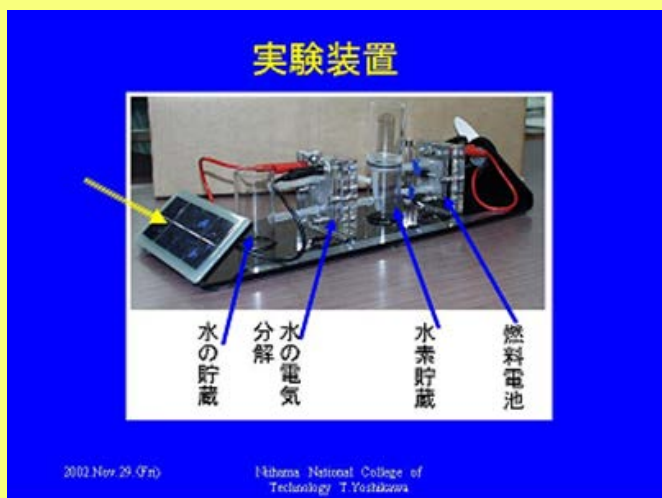 実験装置
水の貯蔵
水の電気
分解
水素貯蔵
燃料電池
2002.Nov.29.(Fri)
Niihama National College of
Technology T.Yoshikawa